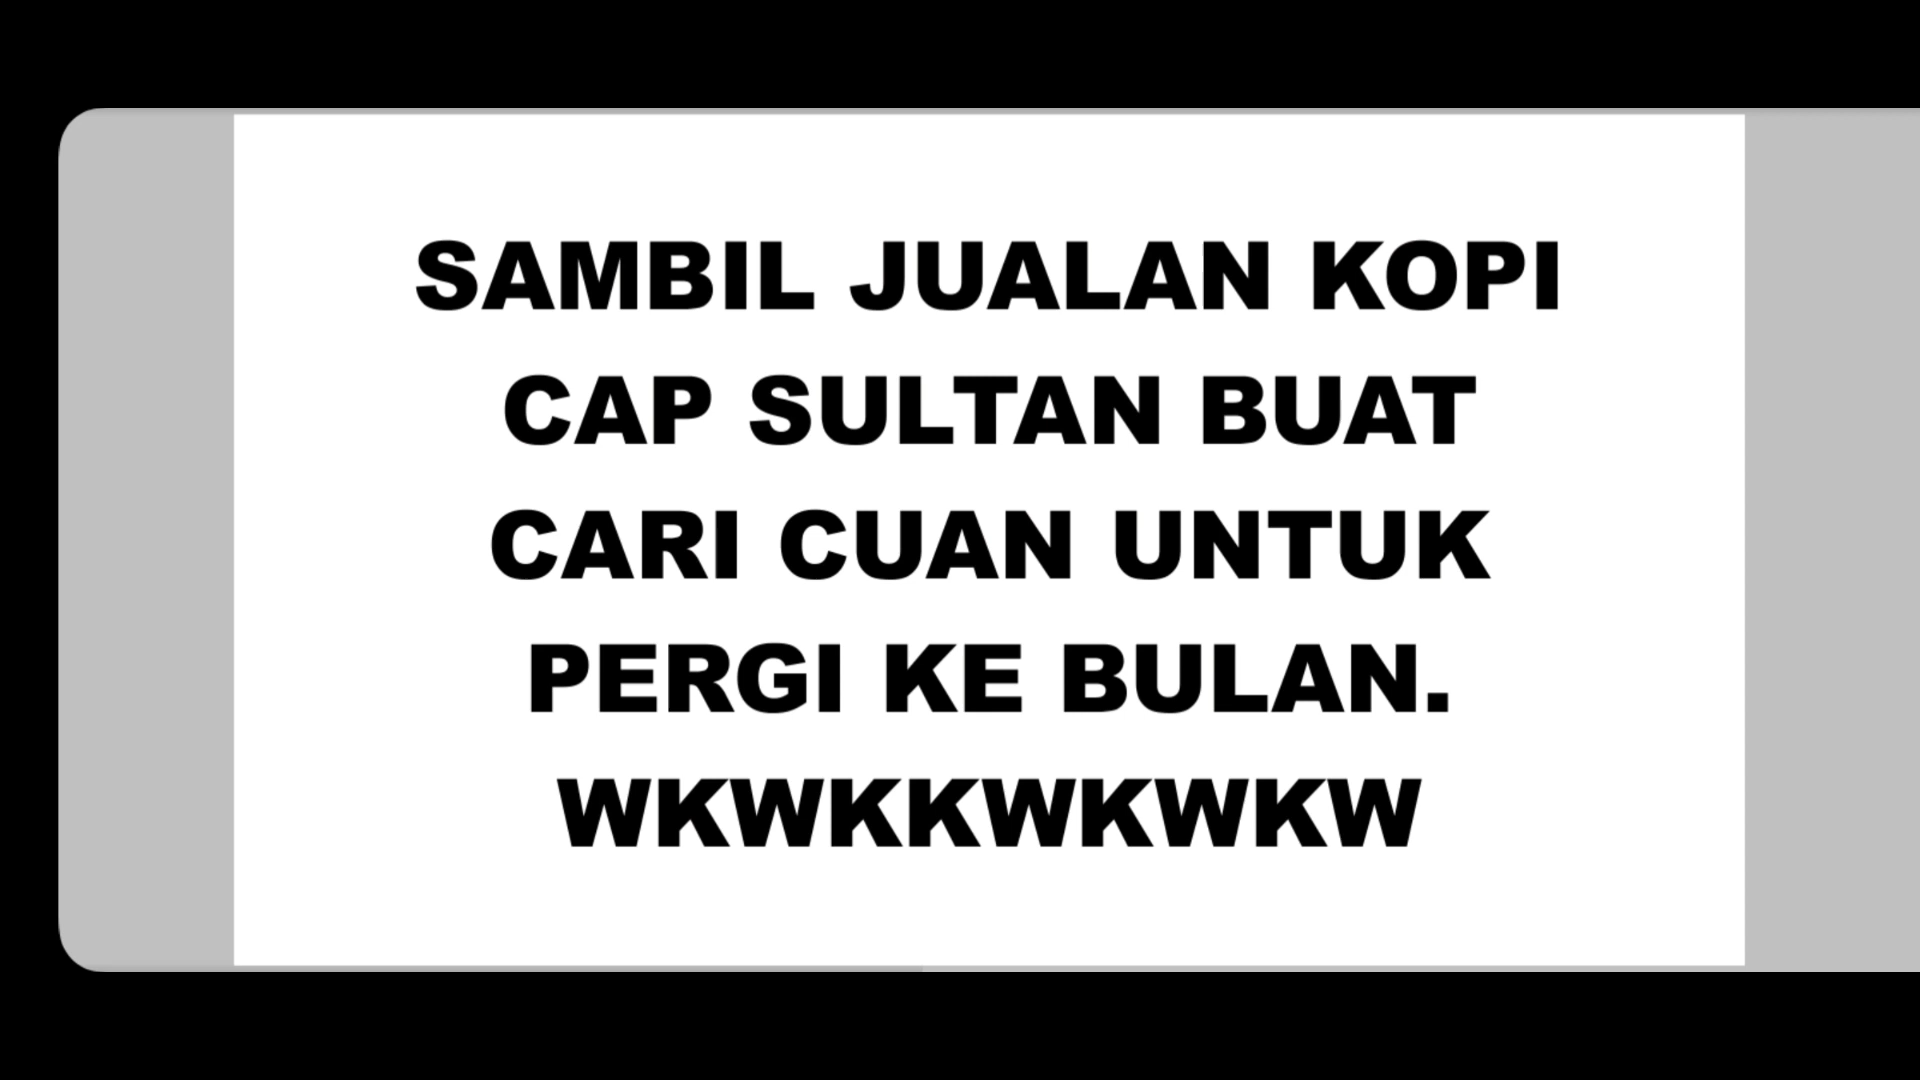 SAMBIL JUALAN KOPI
CAP SULTAN BUAT
CARI CUAN UNTUK
PERGI KE BULAN.
WKWKKWKWKW